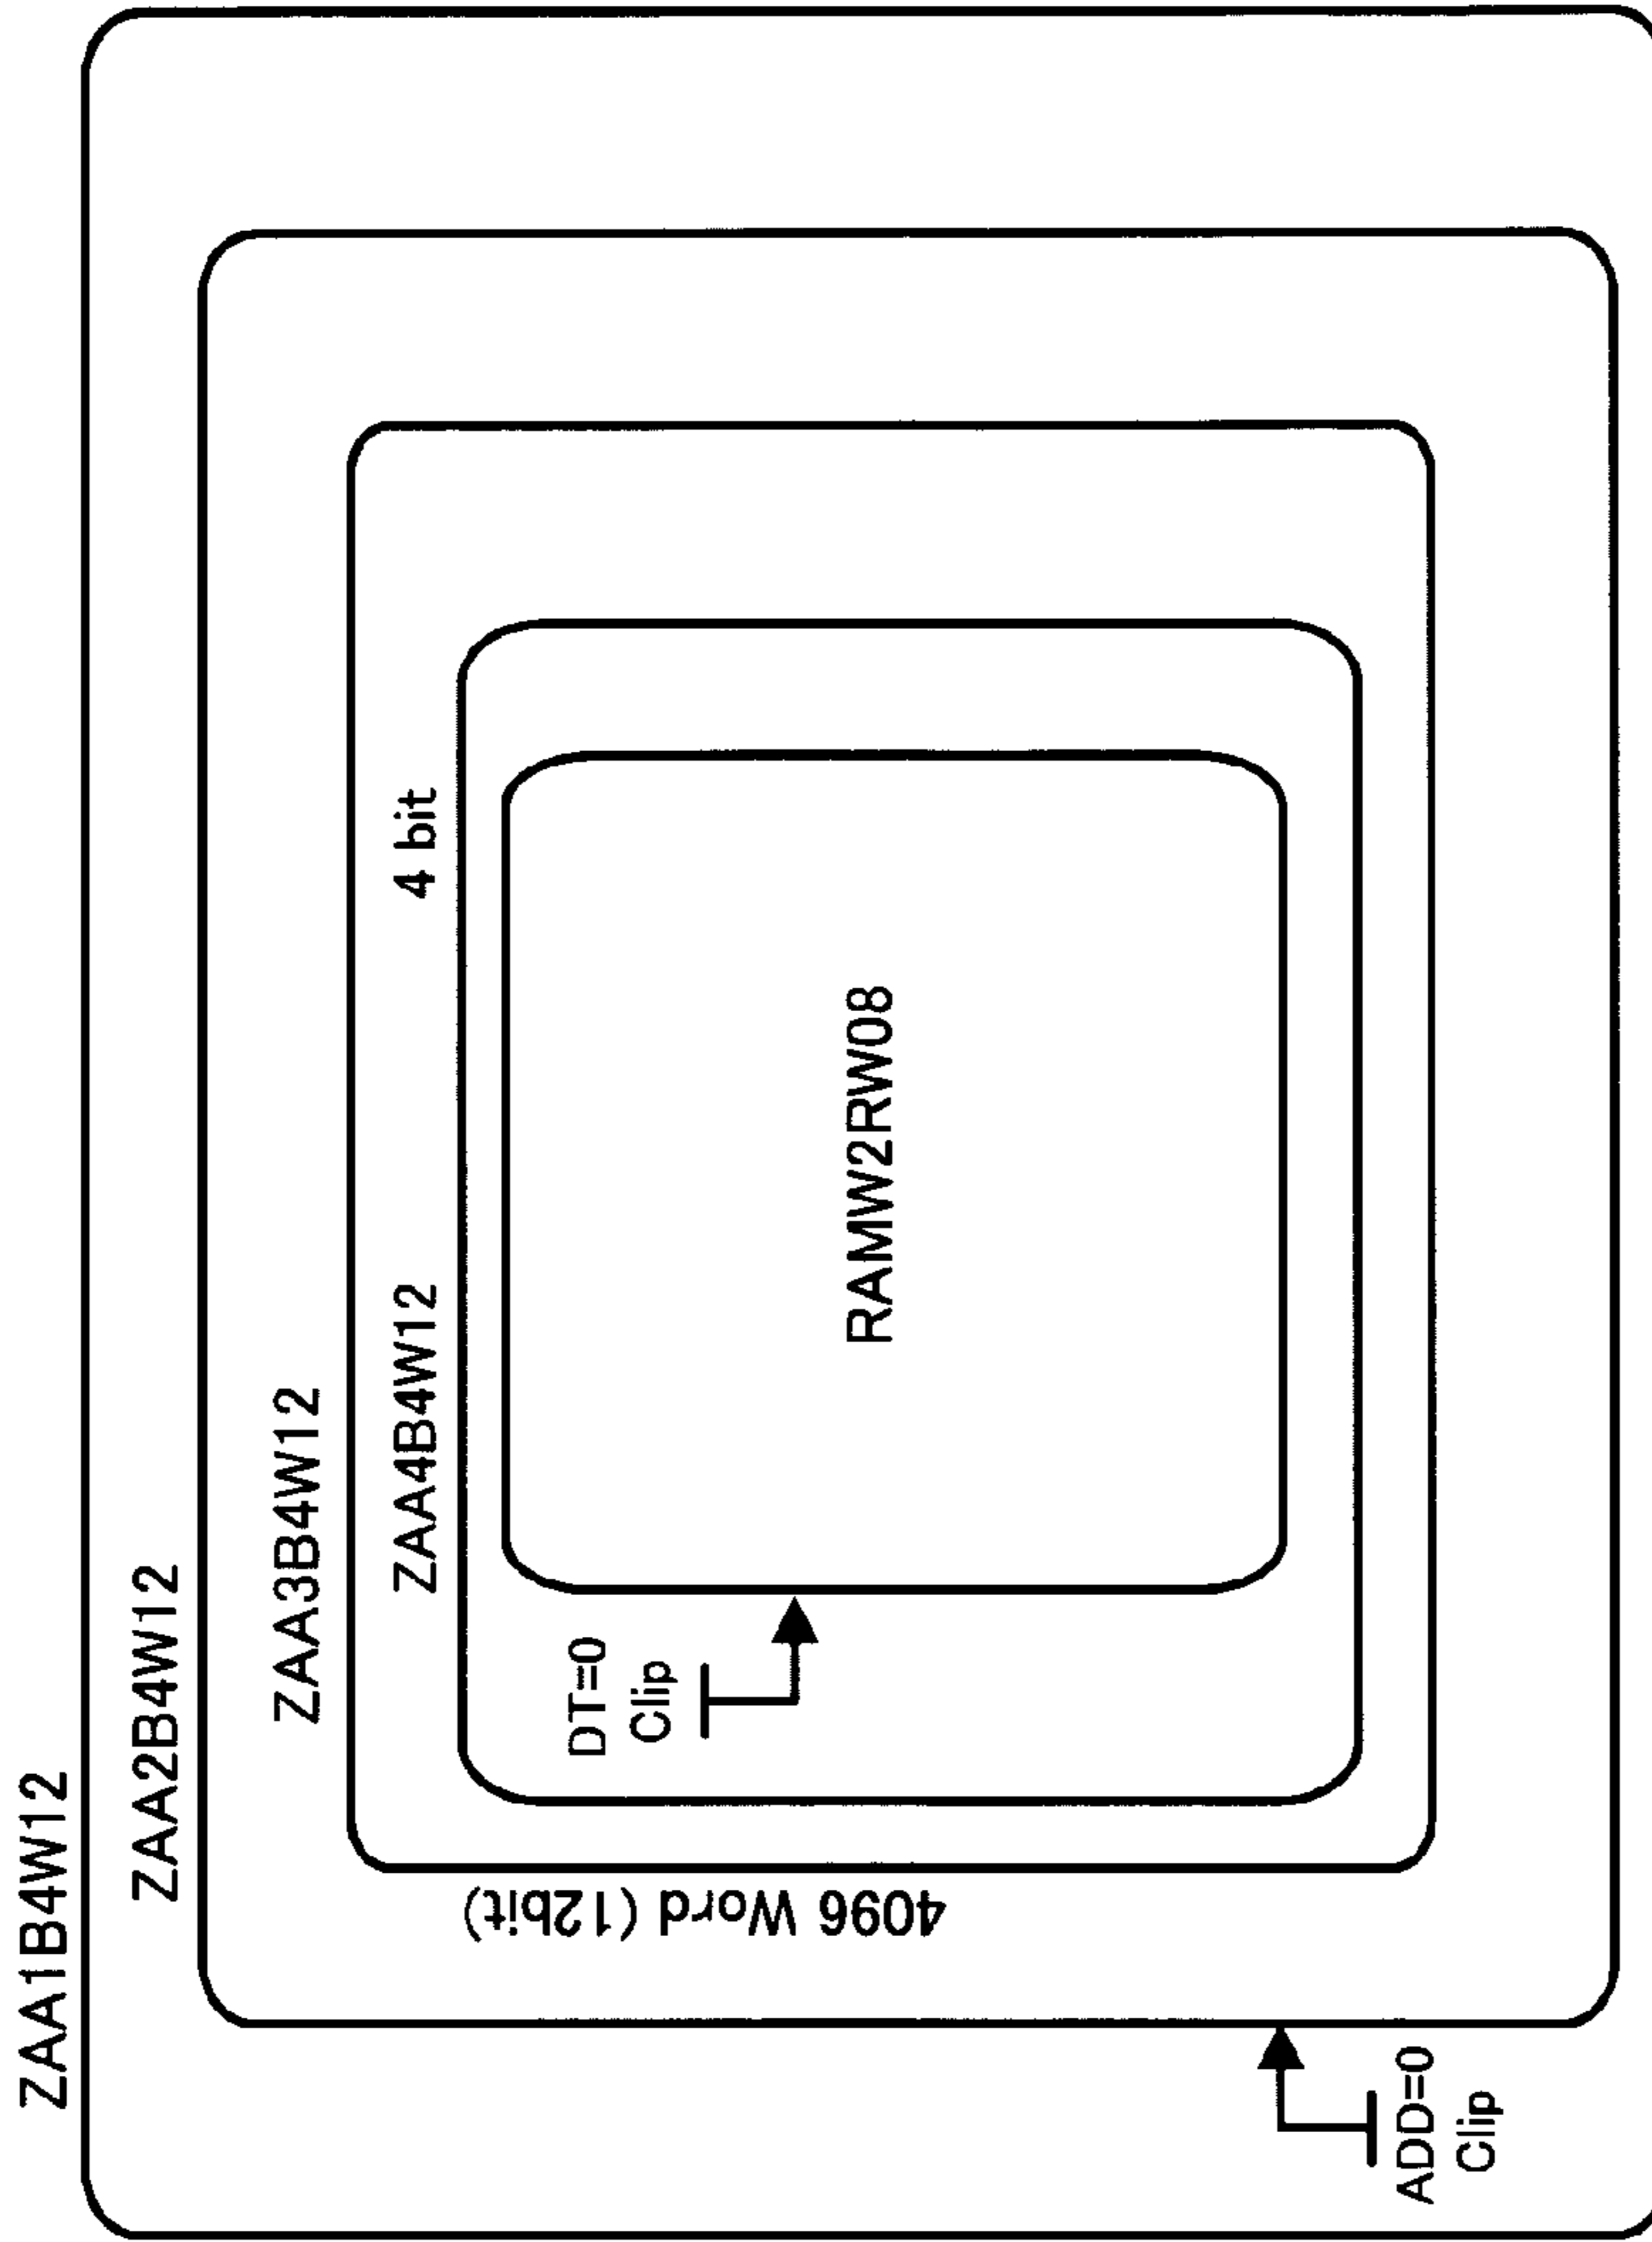 ZAA1B4W12
ZAA2B4W12
ZAA3B4W12
ZAA4B4W12
4 bit
4096 Word (12bit)
DT=0
Clip
RAMW2RW08
ADD=0
Clip